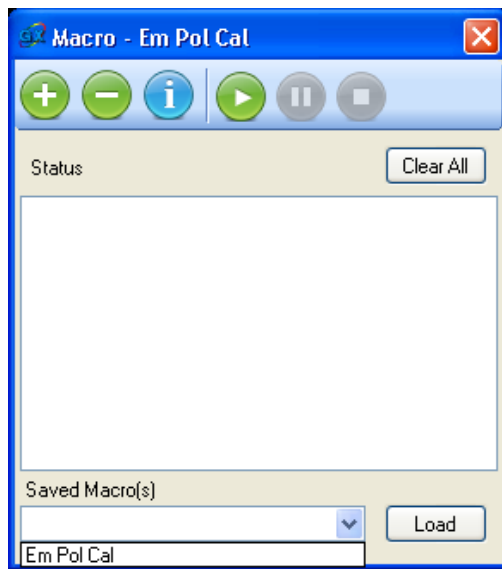 Macro - Em Pol Cal
Status
Clear All
Saved Macro(s)
Load
Em Pol Cal